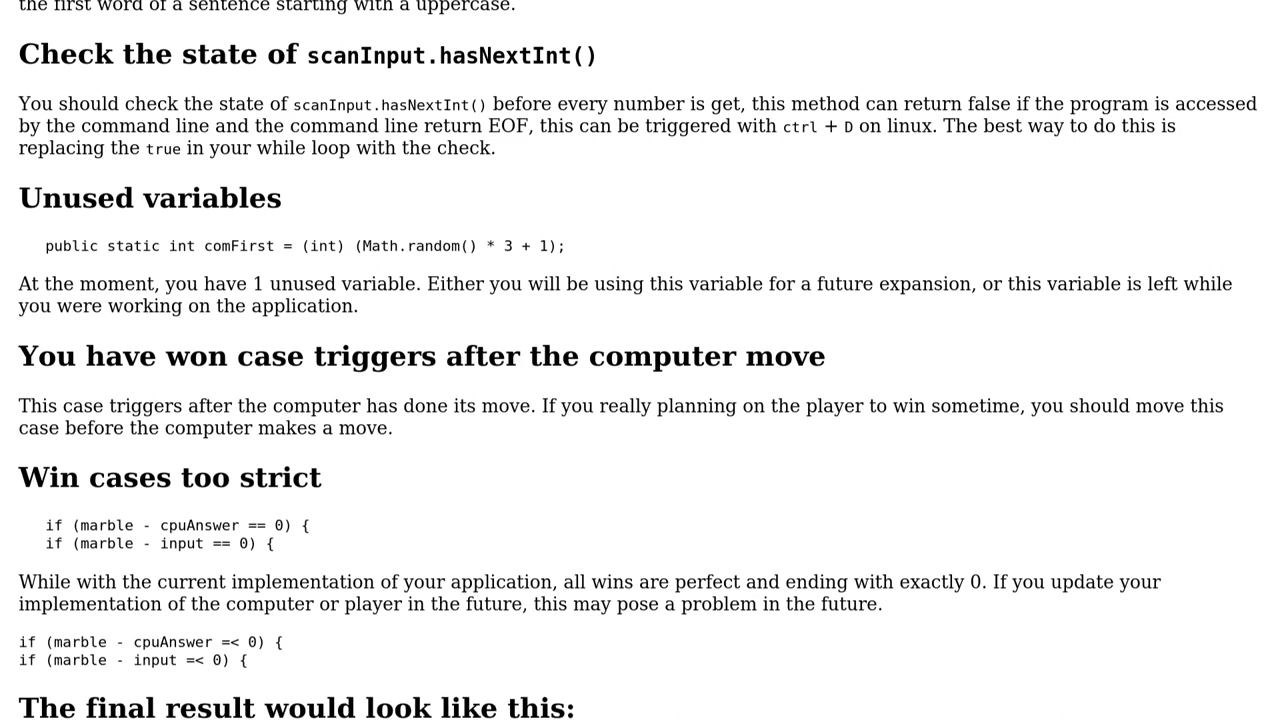 the first word of a sentence starting with a uppercase.
Check the state of scanInput.hasNextInt()
You should check the state of scanInput.hasNextInt() before every number is get, this method can return false if the program is accessed
by the command line and the command line return EOF, this can be triggered with ctrl + D on linux. The best way to do this is
replacing the true in your while loop with the check.
Unused variables
public static int comFirst = (int) (Math.random() * 3 + 1);
At the moment, you have 1 unused variable. Either you will be using this variable for a future expansion, or this variable is left while
you were working on the application.
You have won case triggers after the computer move
This case triggers after the computer has done its move. If you really planning on the player to win sometime, you should move this
case before the computer makes a move.
Win cases too strict
if (marble - cpuAnswer == 0) {
if (marble - input == 0) {
While with the current implementation of your application, all wins are perfect and ending with exactly 0. If you update your
implementation of the computer or player in the future, this may pose a problem in the future.
if (marble - cpuAnswer =< 0) {
if (marble - input =< 0) {
The final result would look like this: